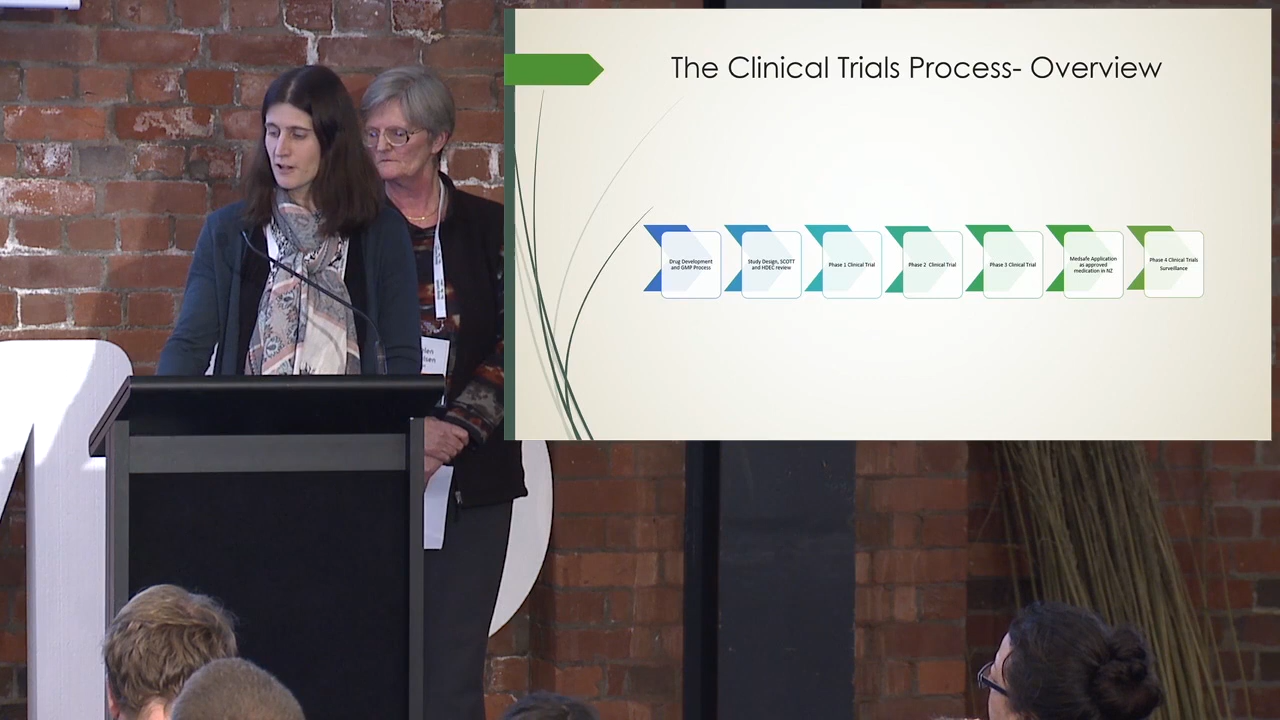 The Clinical Trials Process- Overview
Drug Development
and GMP Process
Study Design, SCOTT
and HDEC review
Phase 1 Clinical Trial
Phase 2 Clinical Trial
Phase 3 Clinical Trial
Medsafe Application
as approved
medication in NZ
Phase 4 Clinical Trials
Surveillance